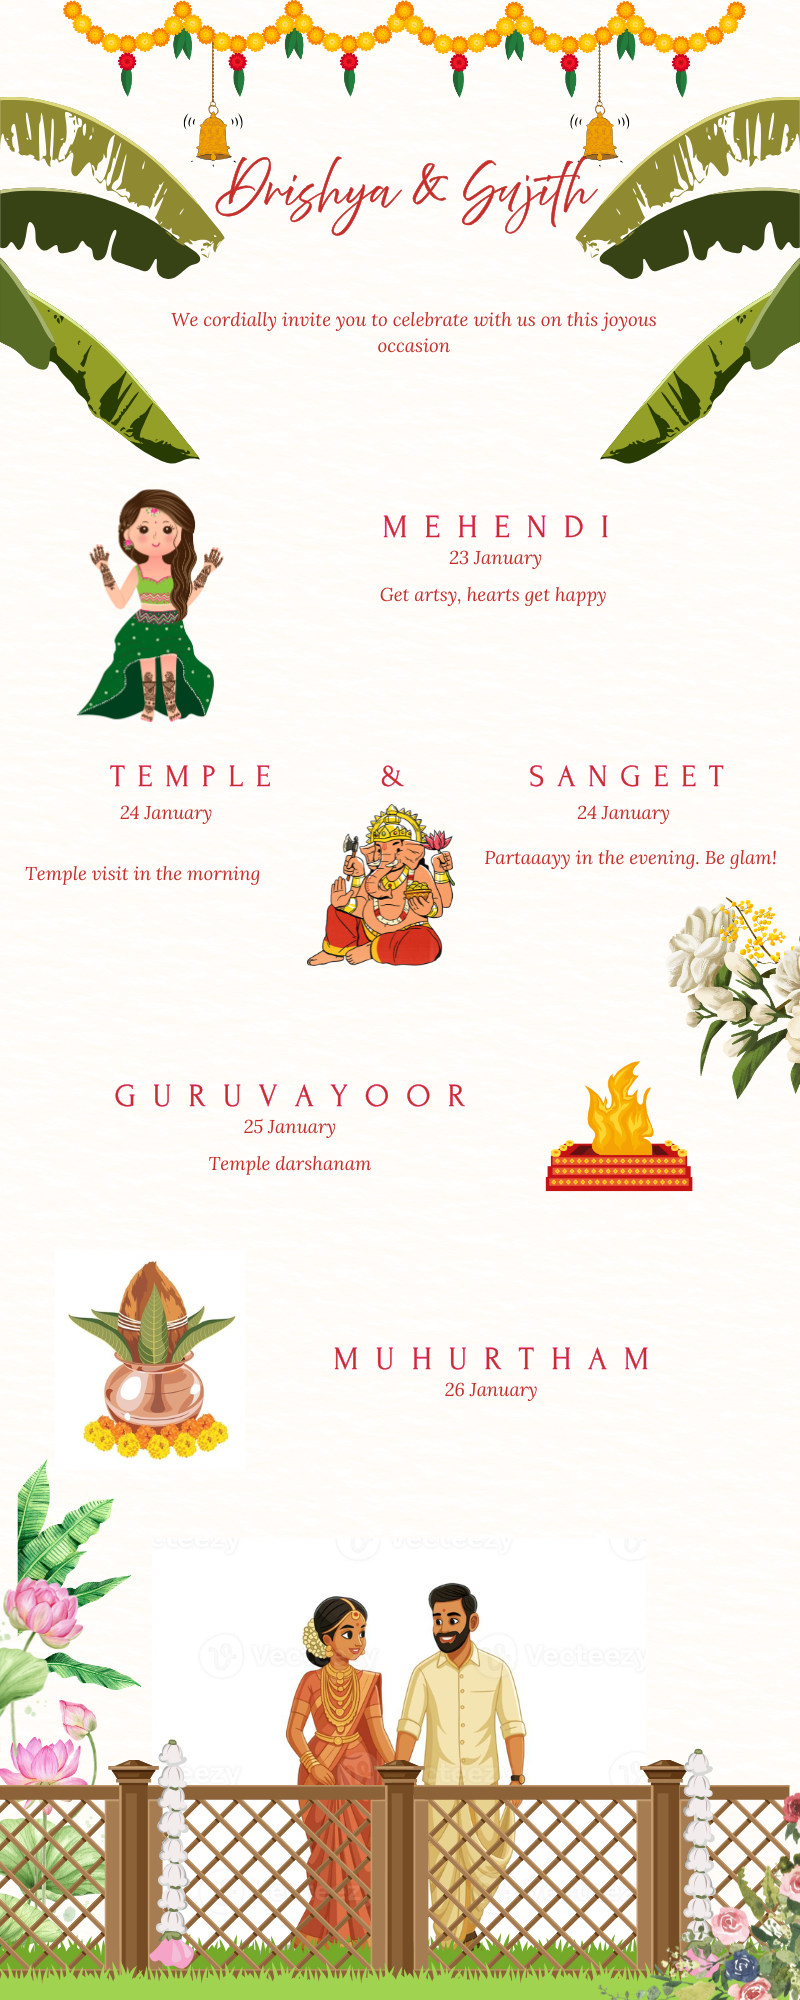 Drishya & Gujith
We cordially invite you to celebrate with us on this joyous
occasion
MEHENDI
23 January
Get artsy, hearts get happy
TEMPLE & SANGEET
24 January
24 January
Temple visit in the morning
Partaaayy in the evening. Be glam!
GURUVAYOOR
25 January
Temple darshanam
MUHURTHAM
26 January
Vecteezy
Vecteezy